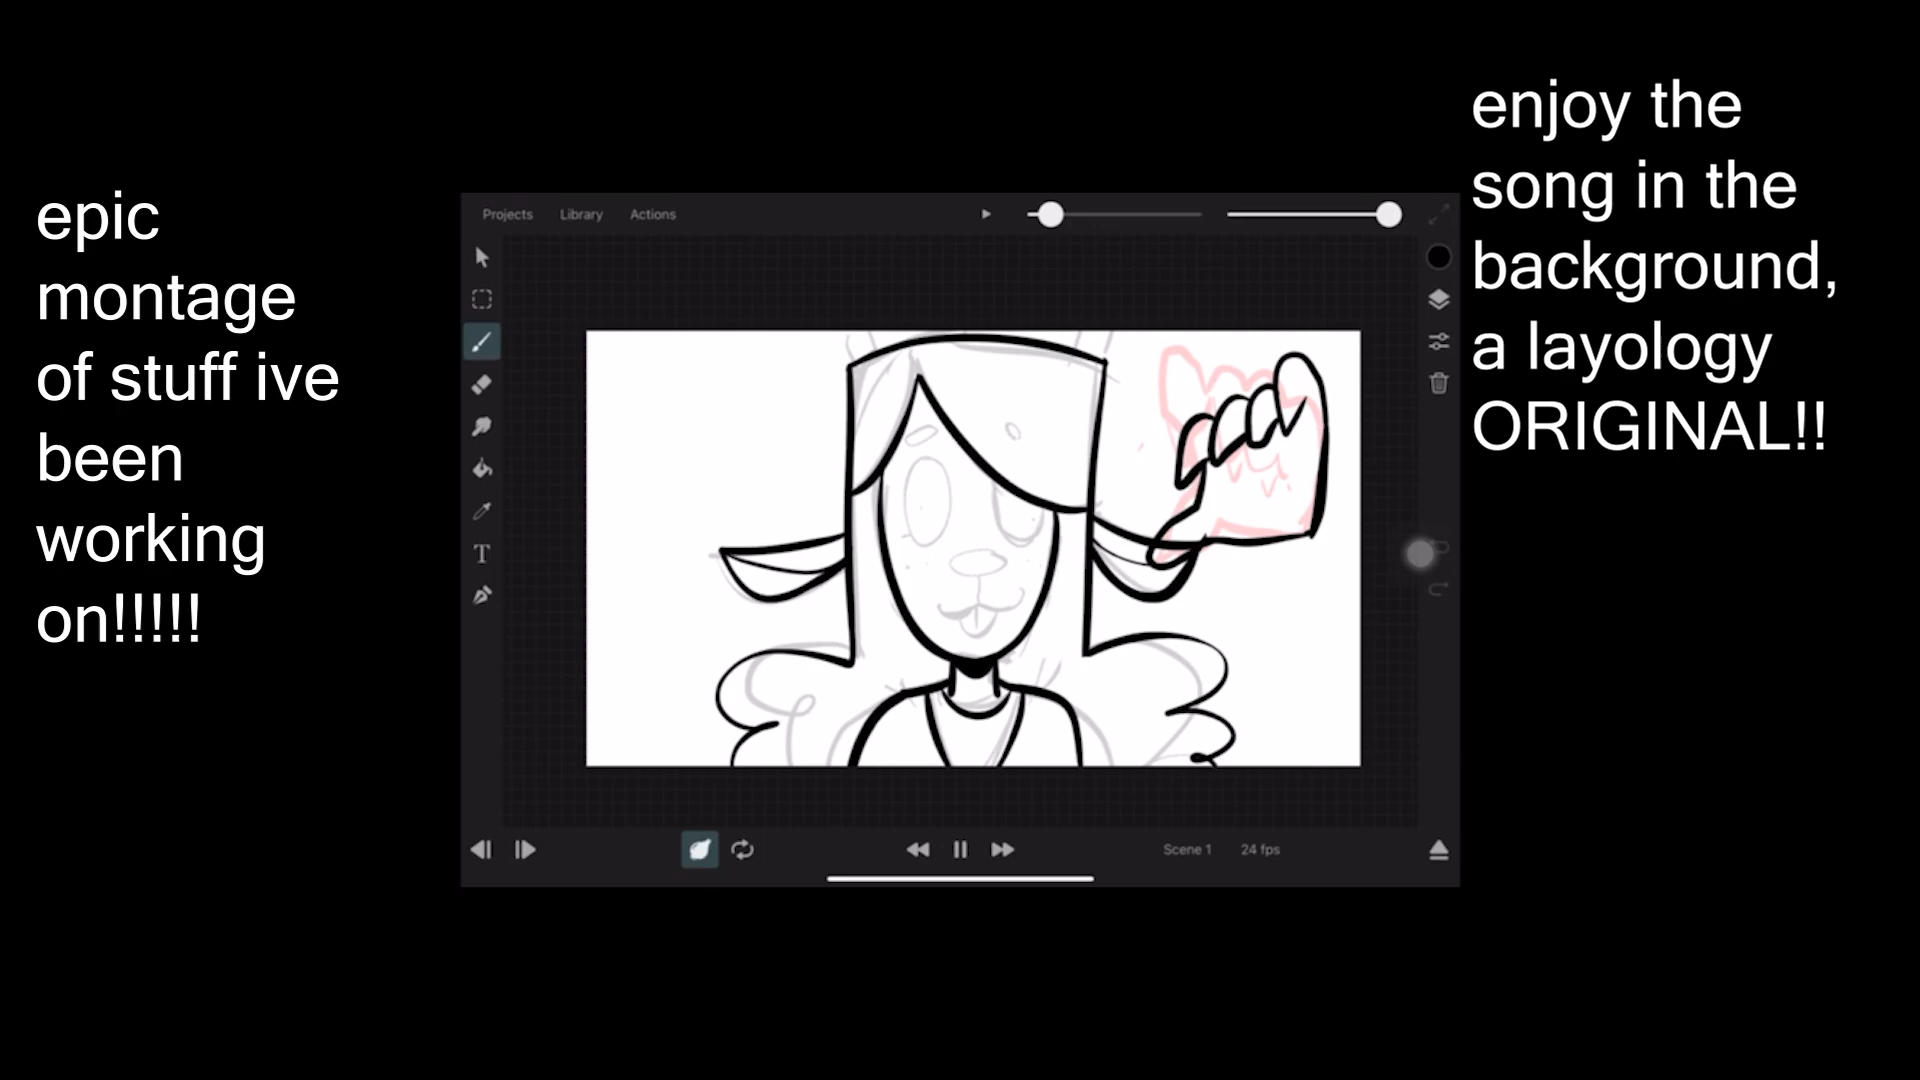 epic
montage
of stuff ive
been
working
on!!!!!
enjoy the
song in the
background,
a layology
ORIGINAL!!
Projects Library Actions
T
Scene 1 24 fps